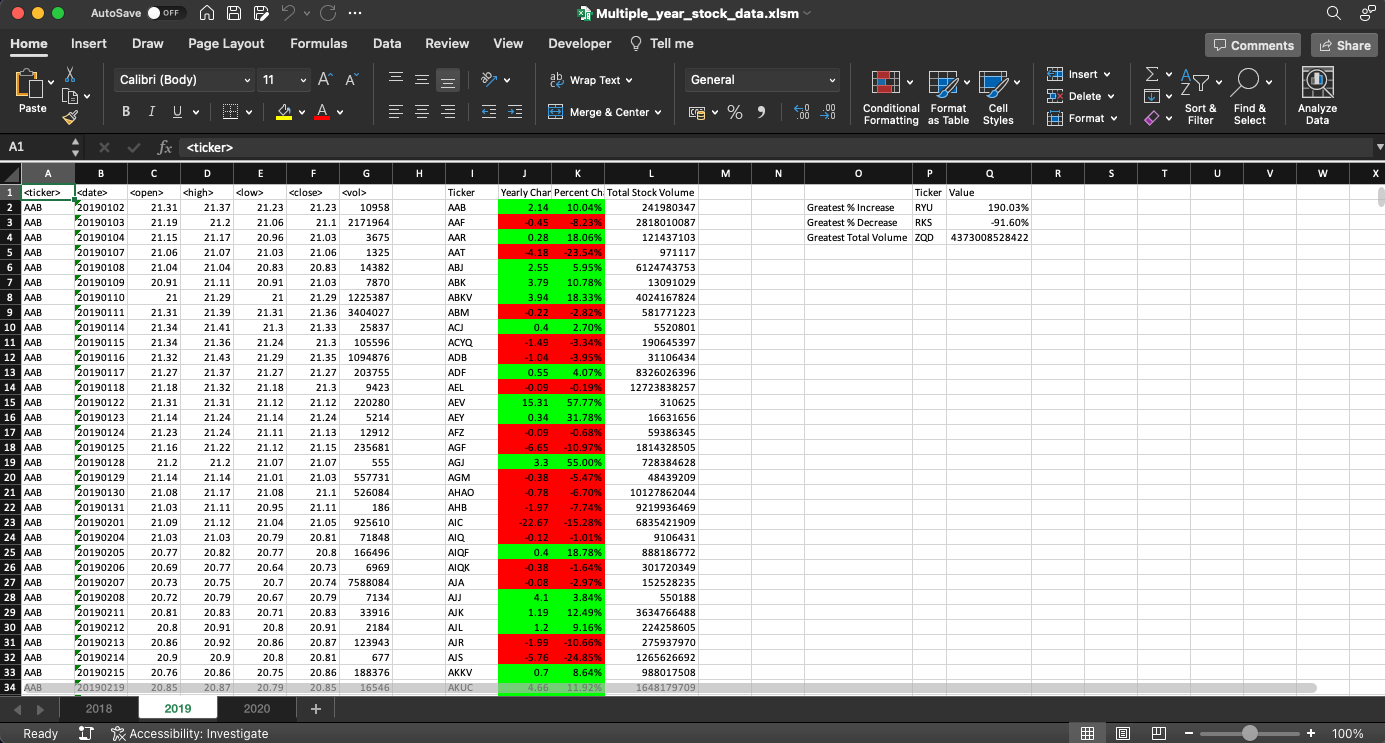 AutoSave OFF Multiple_year_stock_data.xlsm
Home Insert Draw Page Layout Formulas Data Review View Developer Tell me Comments Share
Paste Calibri (Body) 11 Wrap Text General Insert
B I U A Merge & Center % Conditional Formatting Format as Table Cell Styles Delete Format Sort & Filter Find & Select Analyze Data
A1 fx <ticker>
A B C D E F G H I J K L M N O P Q R S T U V W X
1 <ticker> <date> <open> <high> <low> <close> <vol> Ticker Yearly Char Percent Ch Total Stock Volume Ticker Value
2 AAB 20190102 21.31 21.37 21.23 21.23 10958 AAB 2.14 10.04% 241980347 Greatest % Increase RYU 190.03%
3 AAB 20190103 21.19 21.2 21.06 21.1 2171964 AAF -0.45 -8.23% 2818010087 Greatest % Decrease RKS -91.60%
4 AAB 20190104 21.15 21.17 20.96 21.03 3675 AAR 0.28 18.06% 121437103 Greatest Total Volume ZQD 4373008528422
5 AAB 20190107 21.06 21.07 21.03 21.06 1325 AAT -4.18 -23.54% 971117
6 AAB 20190108 21.04 21.04 20.83 20.83 14382 ABJ 2.55 5.95% 6124743753
7 AAB 20190109 20.91 21.11 20.91 21.03 7870 ABK 3.79 10.78% 13091029
8 AAB 20190110 21 21.29 21 21.29 1225387 ABKV 3.94 18.33% 4024167824
9 AAB 20190111 21.31 21.39 21.31 21.36 3404027 ABM -0.22 -2.82% 581771223
10 AAB 20190114 21.34 21.41 21.3 21.33 25837 ACJ 0.4 2.70% 5520801
11 AAB 20190115 21.34 21.36 21.24 21.3 105596 ACYQ -1.49 -3.34% 190645397
12 AAB 20190116 21.32 21.43 21.29 21.35 1094876 ADB -1.04 -3.95% 31106434
13 AAB 20190117 21.27 21.37 21.27 21.27 203755 ADF 0.55 4.07% 8326026396
14 AAB 20190118 21.18 21.32 21.18 21.3 9423 AEL -0.09 -0.19% 12723838257
15 AAB 20190122 21.31 21.31 21.12 21.12 220280 AEV 15.31 57.77% 310625
16 AAB 20190123 21.14 21.24 21.14 21.24 5214 AEY 0.34 31.78% 16631656
17 AAB 20190124 21.23 21.24 21.11 21.13 12912 AFZ -0.09 -0.68% 59386345
18 AAB 20190125 21.16 21.22 21.12 21.15 235681 AGF -6.65 -10.97% 1814328505
19 AAB 20190128 21.2 21.2 21.07 21.07 555 AGJ 3.3 55.00% 728384628
20 AAB 20190129 21.14 21.14 21.01 21.03 557731 AGM -0.38 -5.47% 48439209
21 AAB 20190130 21.08 21.17 21.08 21.1 526084 AHAO -0.78 -6.70% 10127862044
22 AAB 20190131 21.03 21.11 20.95 21.11 186 AHB -1.97 -7.74% 9219936469
23 AAB 20190201 21.09 21.12 21.04 21.05 925610 AIC -22.67 -15.28% 6835421909
24 AAB 20190204 21.03 21.03 20.79 20.81 71848 AIQ -0.12 -1.01% 9106431
25 AAB 20190205 20.77 20.82 20.77 20.8 166496 AIQF 0.4 18.78% 888186772
26 AAB 20190206 20.69 20.77 20.64 20.73 6969 AIQK -0.38 -1.64% 301720349
27 AAB 20190207 20.73 20.75 20.7 20.74 7588084 AJA -0.08 -2.97% 152528235
28 AAB 20190208 20.72 20.79 20.67 20.79 7134 AJJ 4.1 3.84% 550188
29 AAB 20190211 20.81 20.83 20.71 20.83 33916 AJK 1.19 12.49% 3634766488
30 AAB 20190212 20.8 20.91 20.8 20.91 2184 AJL 1.2 9.16% 224258605
31 AAB 20190213 20.86 20.92 20.86 20.87 123943 AJR -1.99 -10.66% 275937970
32 AAB 20190214 20.9 20.9 20.8 20.81 677 AJS -5.76 -24.85% 1265626692
33 AAB 20190215 20.76 20.86 20.75 20.86 188376 AKKV 0.7 8.64% 988017508
34 AAB 20190219 20.85 20.87 20.79 20.85 16546 AKUC 4.66 11.92% 1648179709
2018 2019 2020 +
Ready Accessibility: Investigate 100%